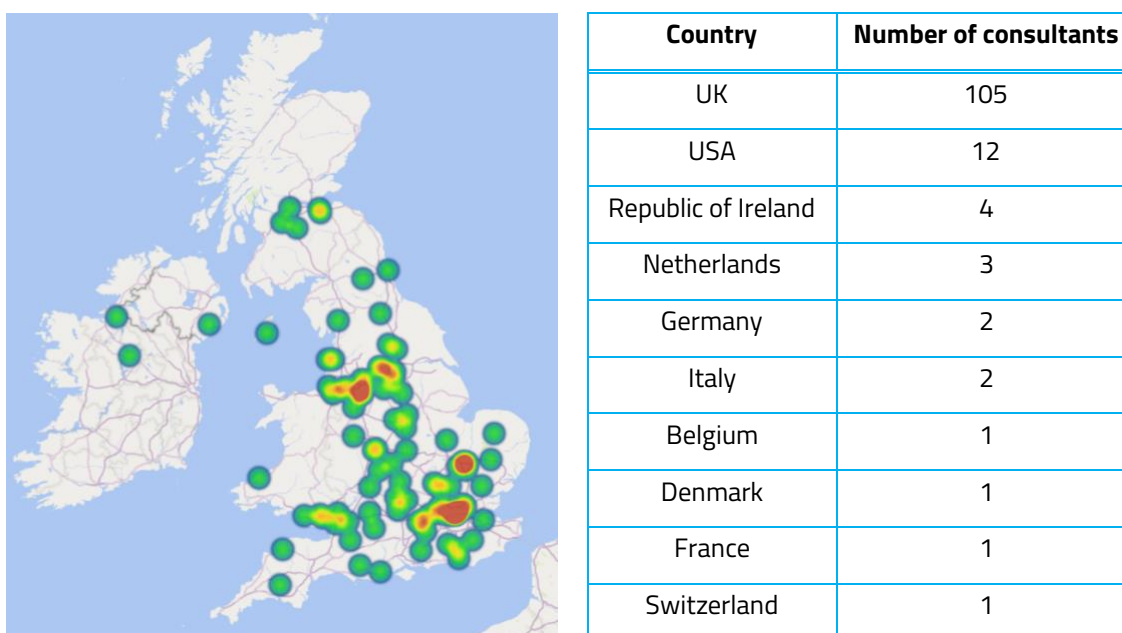 Country Number of consultants
UK 105
USA 12
Republic of Ireland 4
Netherlands 3
Germany 2
Italy 2
Belgium 1
Denmark 1
France 1
Switzerland 1